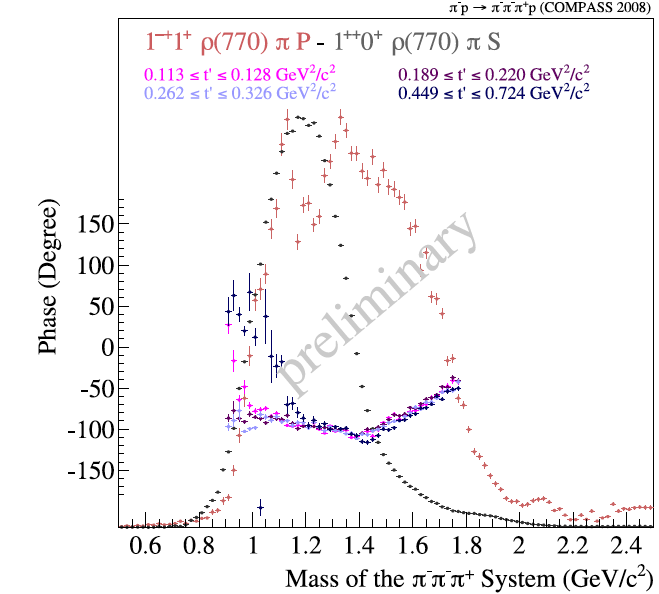 π⁻p → π⁻π⁻π⁺p (COMPASS 2008)
1⁻⁺1⁺ ρ(770) π P - 1⁺⁺0⁺ ρ(770) π S
0.113 ≤ t' ≤ 0.128 GeV²/c² 0.189 ≤ t' ≤ 0.220 GeV²/c²
0.262 ≤ t' ≤ 0.326 GeV²/c² 0.449 ≤ t' ≤ 0.724 GeV²/c²
Phase (Degree)
150
100
50
0
-50
-100
-150
preliminary
0.6 0.8 1 1.2 1.4 1.6 1.8 2 2.2 2.4
Mass of the π⁻π⁻π⁺ System (GeV/c²)